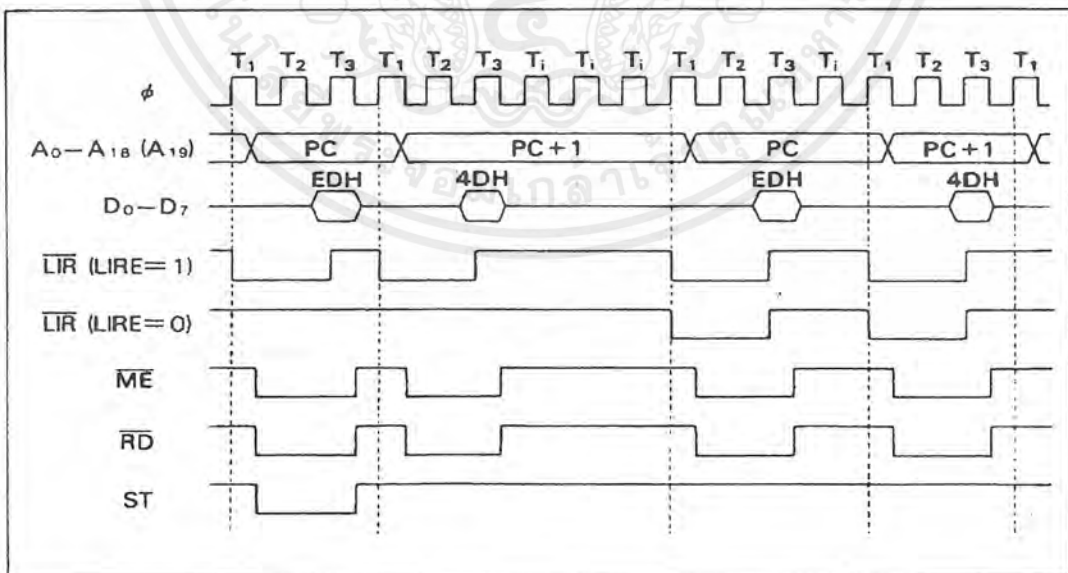 T1 T2 T3 T1 T2 T3 Ti Ti Ti T1 T2 T3 Ti T1 T2 T3 T1
φ
A0—A18 (A19) PC PC+1 PC PC+1
EDH 4DH EDH 4DH
D0—D7
LIR (LIRE=1)
LIR (LIRE=0)
ME
RD
ST